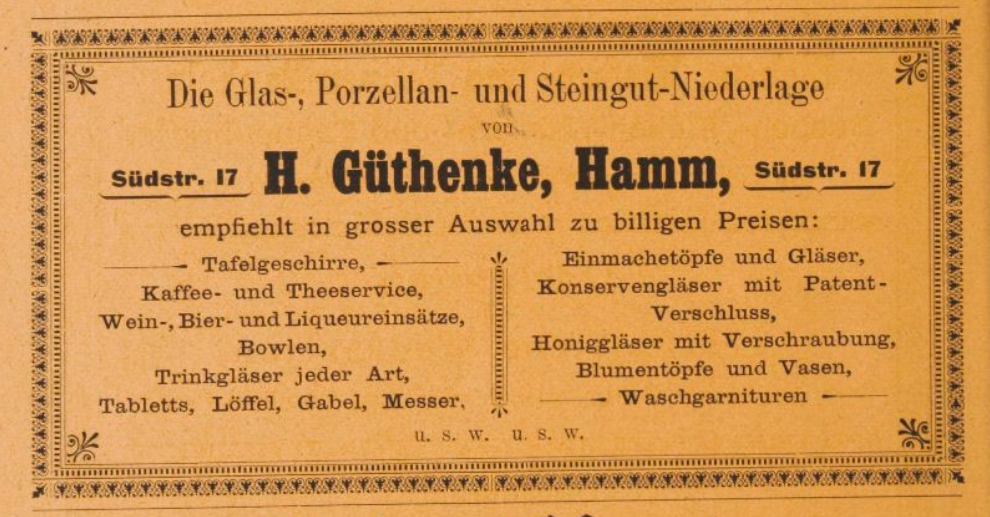 Die Glas-, Porzellan- und Steingut-Niederlage
von
Südstr. 17 H. Güthenke, Hamm, Südstr. 17
empfiehlt in grosser Auswahl zu billigen Preisen:
Tafelgeschirre,
Kaffee- und Theeservice,
Wein-, Bier- und Liqueureinsätze,
Bowlen,
Trinkgläser jeder Art,
Tabletts, Löffel, Gabel, Messer,
Einmachetöpfe und Gläser,
Konservengläser mit Patent-
Verschluss,
Honiggläser mit Verschraubung,
Blumentöpfe und Vasen,
Waschgarnituren
u. s. w. u. s. w.